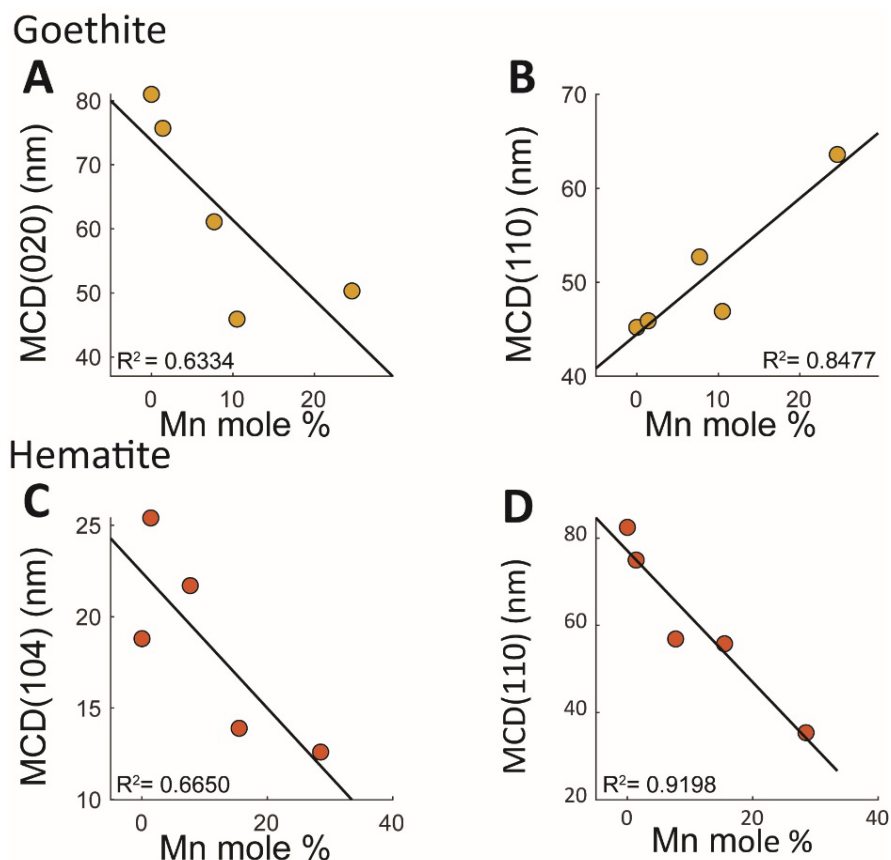 Goethite
A
B
MCD(020) (nm)
80
70
60
50
40
R²= 0.6334
0 10 20
Mn mole %
MCD(110) (nm)
70
60
50
40
R²= 0.8477
0 10 20
Mn mole %
Hematite
C
D
MCD(104) (nm)
25
20
15
10
R²= 0.6650
0 20 40
Mn mole %
MCD(110) (nm)
80
60
40
20
R²= 0.9198
0 20 40
Mn mole %